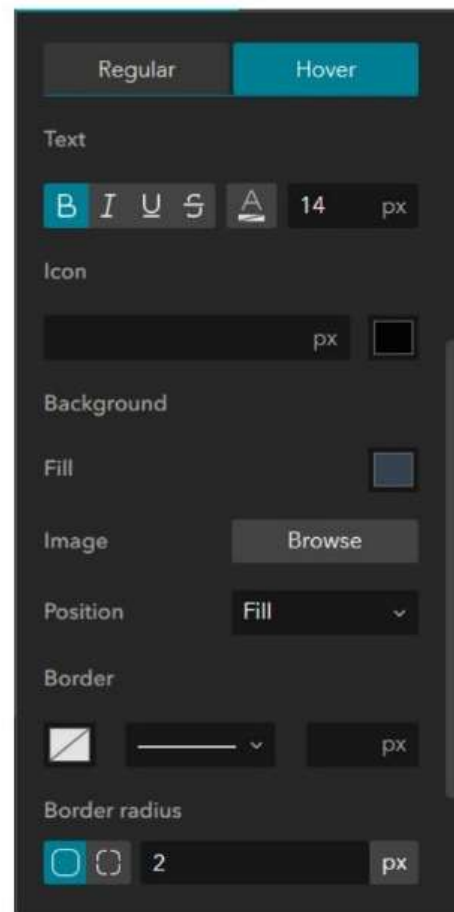 Regular Hover
Text
B I U S A 14 px
Icon
px
Background
Fill
Image Browse
Position Fill
Border
px
Border radius
2 px